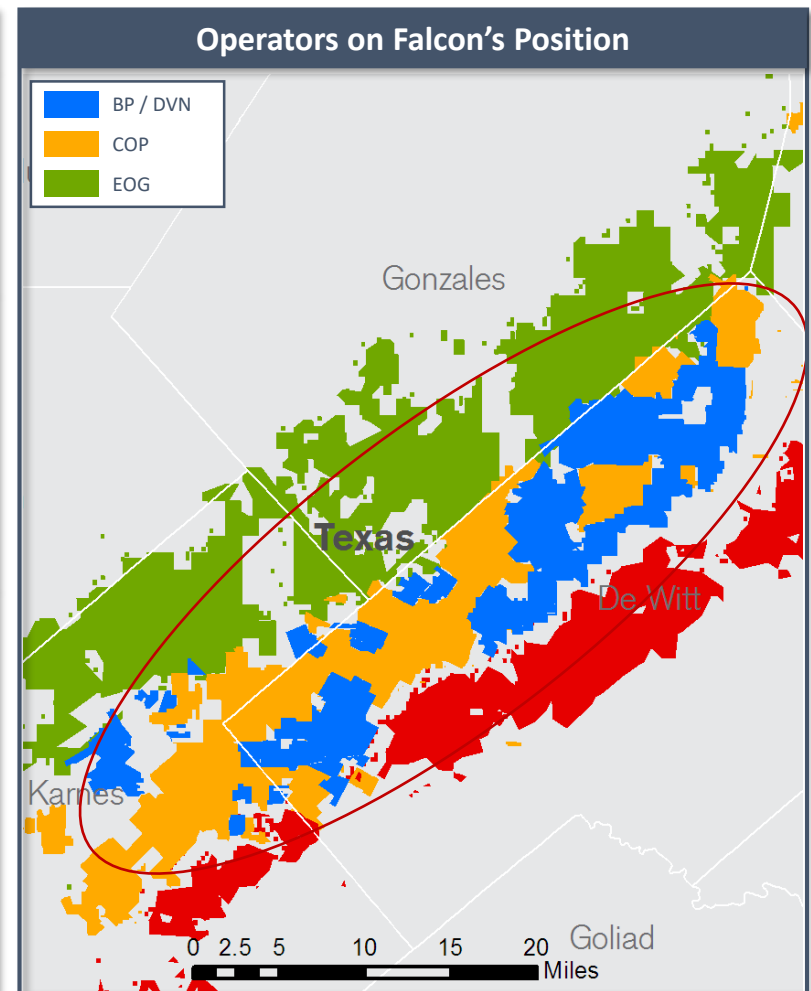 Operators on Falcon's Position
BP / DVN
COP
EOG
Gonzales
Texas
De Witt
Karnes
0 2.5 5 10 15 20
Miles
Goliad